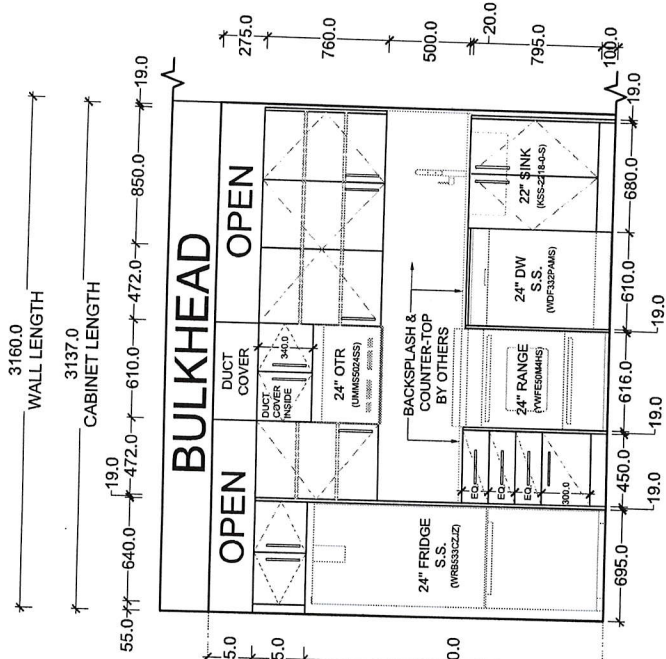 3160.0
WALL LENGTH
3137.0
CABINET LENGTH
19.0
55.0
640.0
472.0
610.0
472.0
850.0
19.0
BULKHEAD
OPEN
DUCT
COVER
OPEN
DUCT
COVER
INSIDE
340.0
24" OTR
(UMMS5024SS)
BACKSPLASH &
COUNTER-TOP
BY OTHERS
24" FRIDGE
S.S.
(WRB533CZJZ)
EQ.
EQ.
EQ.
300.0
24" RANGE
(YWFE50M4HS)
24" DW
S.S.
(WDF332PAMS)
22" SINK
(KSS-2218-0-S)
275.0
760.0
500.0
20.0
795.0
100.0
695.0
19.0
450.0
616.0
19.0
610.0
680.0
19.0